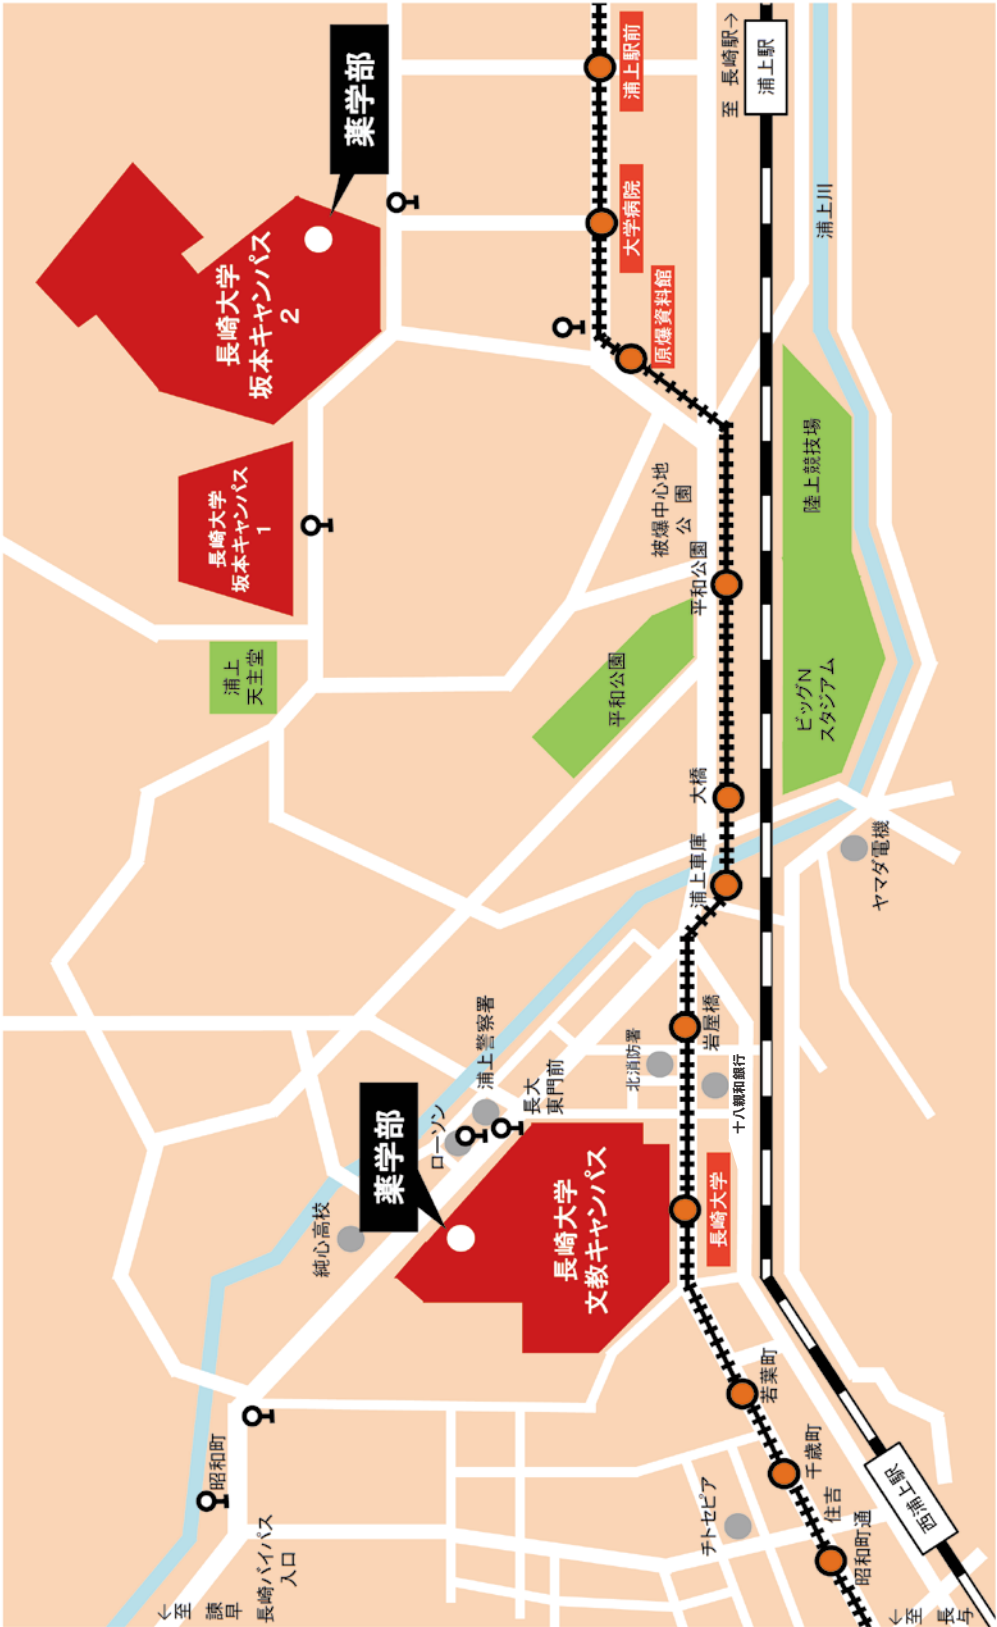 ←至
諫早
長崎バイパス
入口
昭和町
純心高校
薬学部
ローソン
浦上警察署
長大
東門前
長崎大学
文教キャンパス
浦上
天主堂
長崎大学
坂本キャンパス
1
長崎大学
坂本キャンパス
2
薬学部
平和公園
被爆中心地
公園
平和公園
原爆資料館
大学病院
浦上駅前
北消防署
十八親和銀行
岩屋橋
浦上車庫
大橋
長崎大学
若葉町
千歳町
住吉
昭和町通
チトセピア
←至
長与
西浦上駅
至 長崎駅→
浦上駅
浦上川
陸上競技場
ビッグN
スタジアム
ヤマダ電機